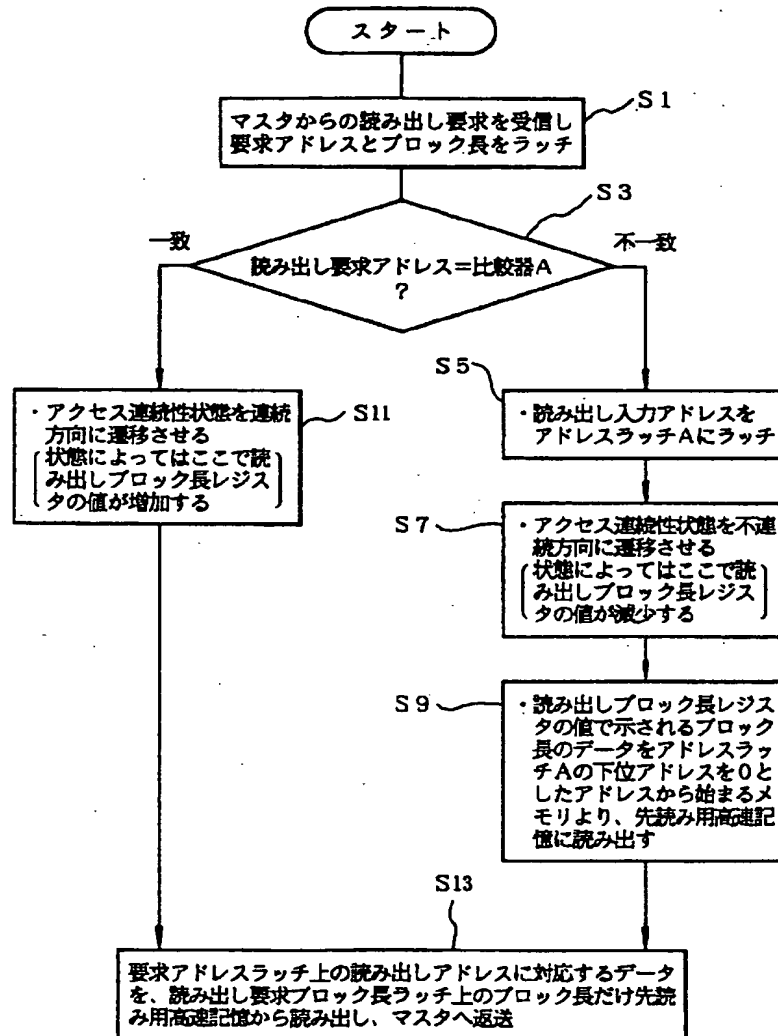 スタート
S1
マスタからの読み出し要求を受信し
要求アドレスとブロック長をラッチ
S3
一致
不一致
読み出し要求アドレス=比較器A
?
S11
・アクセス連続性状態を連続
方向に遷移させる
状態によってはここで読
み出しブロック長レジス
タの値が増加する
S5
・読み出し入力アドレスを
アドレスラッチAにラッチ
S7
・アクセス連続性状態を不連
続方向に遷移させる
状態によってはここで読
み出しブロック長レジス
タの値が減少する
S9
・読み出しブロック長レジス
タの値で示されるブロック
長のデータをアドレスラッ
チAの下位アドレスを0と
したアドレスから始まるメ
モリより、先読み用高速記
憶に読み出す
S13
要求アドレスラッチ上の読み出しアドレスに対応するデータ
を、読み出し要求ブロック長ラッチ上のブロック長だけ先読
み用高速記憶から読み出し、マスタへ返送